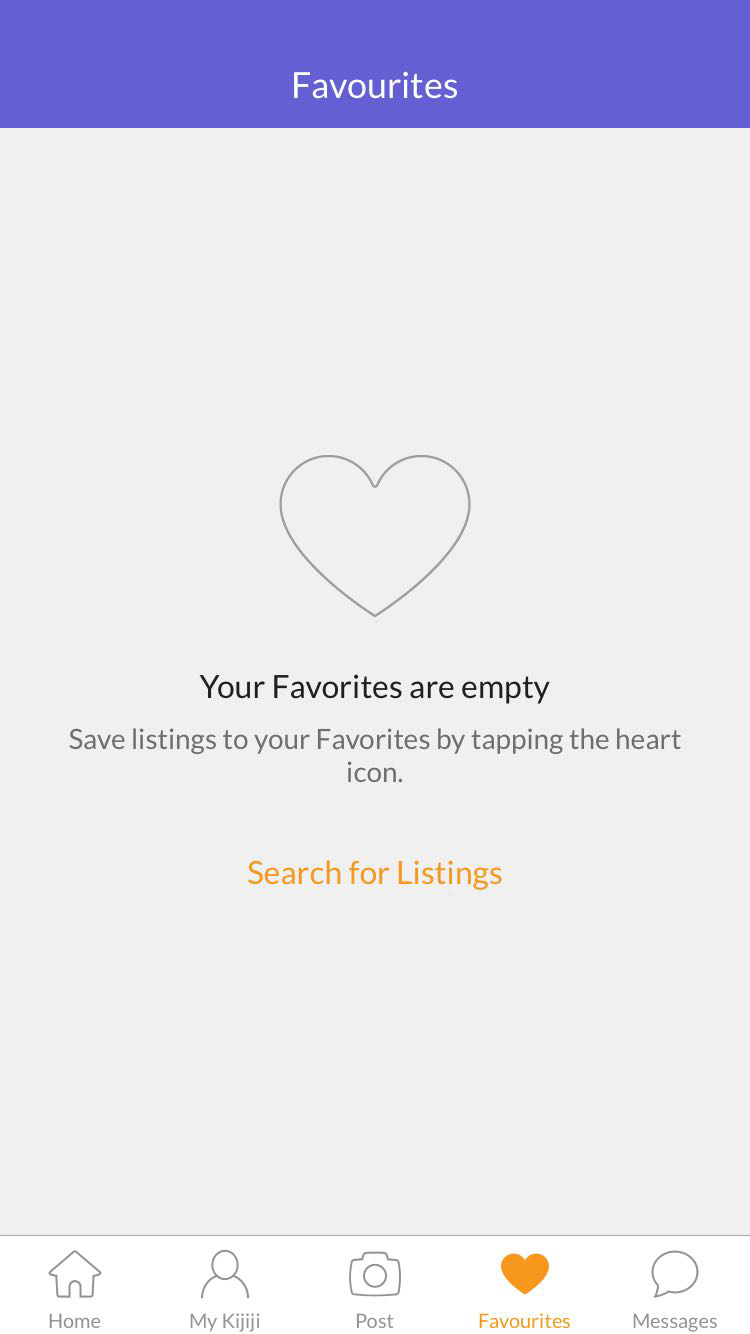 Favourites
Your Favorites are empty
Save listings to your Favorites by tapping the heart
icon.
Search for Listings
Home
My Kijiji
Post
Favourites
Messages